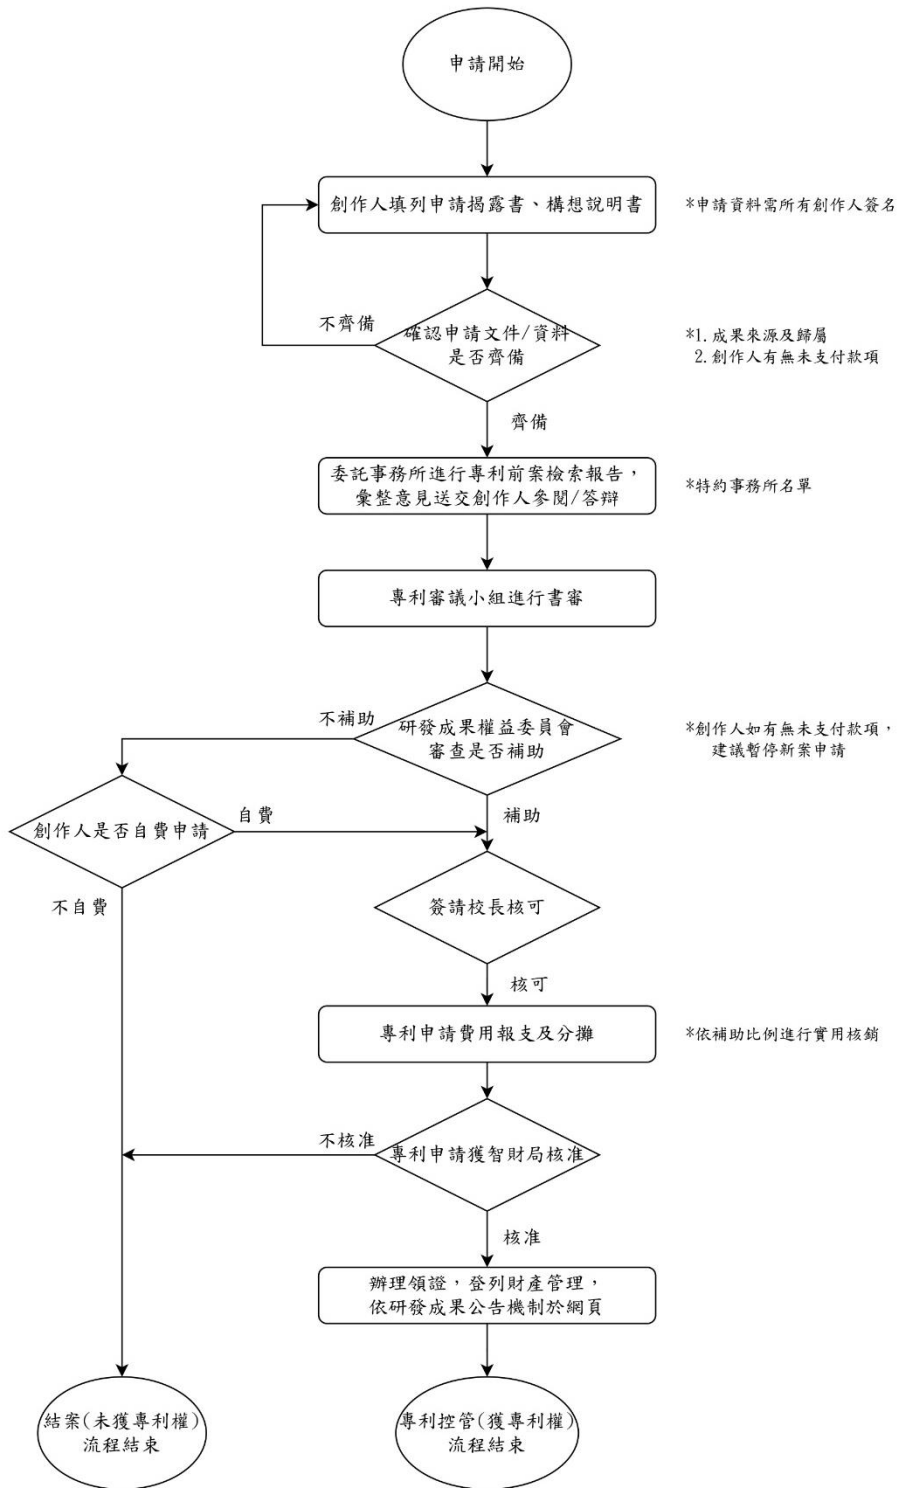 申請開始
創作人填列申請揭露書、構想說明書
*申請資料需所有創作人簽名
不齊備
確認申請文件/資料
是否齊備
*1. 成果來源及歸屬
2. 創作人有無未支付款項
齊備
委託事務所進行專利前案檢索報告，
彙整意見送交創作人參閱/答辯
*特約事務所名單
專利審議小組進行書審
不補助
研發成果權益委員會
審查是否補助
*創作人如有無未支付款項，
建議暫停新案申請
創作人是否自費申請
自費
補助
不自費
簽請校長核可
核可
專利申請費用報支及分攤
*依補助比例進行實用核銷
不核准
專利申請獲智財局核准
核准
辦理領證，登列財產管理，
依研發成果公告機制於網頁
結案(未獲專利權)
流程結束
專利控管(獲專利權)
流程結束